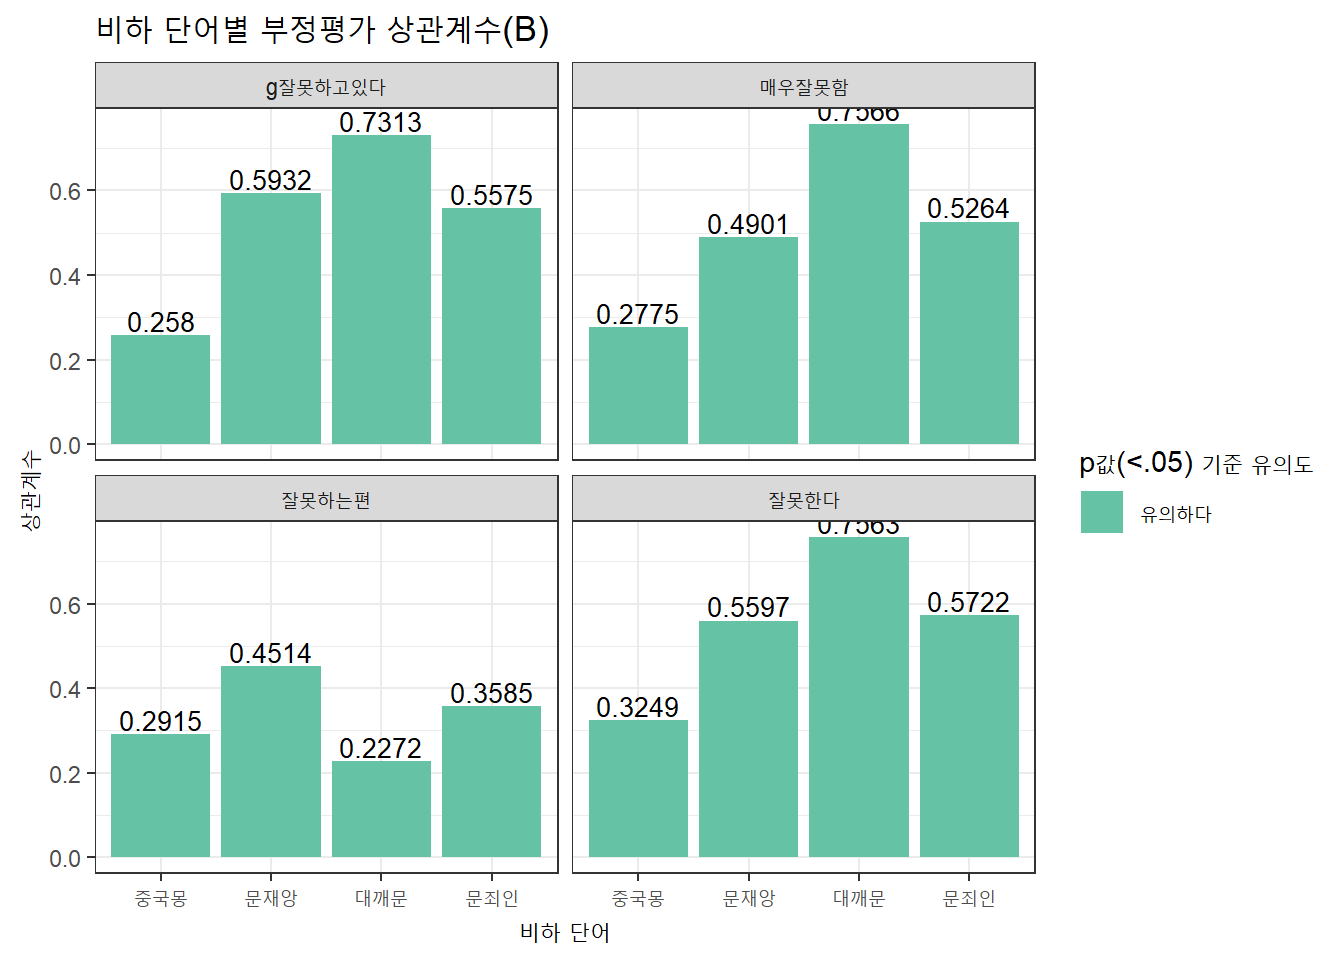 비하 단어별 부정평가 상관계수(B)
g잘못하고있다
매우잘못함
0.258
0.5932
0.7313
0.5575
0.2775
0.4901
0.7566
0.5264
0.6
0.4
0.2
0.0
잘못하는편
잘못한다
0.2915
0.4514
0.2272
0.3585
0.3249
0.5597
0.7563
0.5722
0.6
0.4
0.2
0.0
상관계수
중국몽 문재앙 대깨문 문죄인
중국몽 문재앙 대깨문 문죄인
비하 단어
p값(<.05) 기준 유의도
유의하다